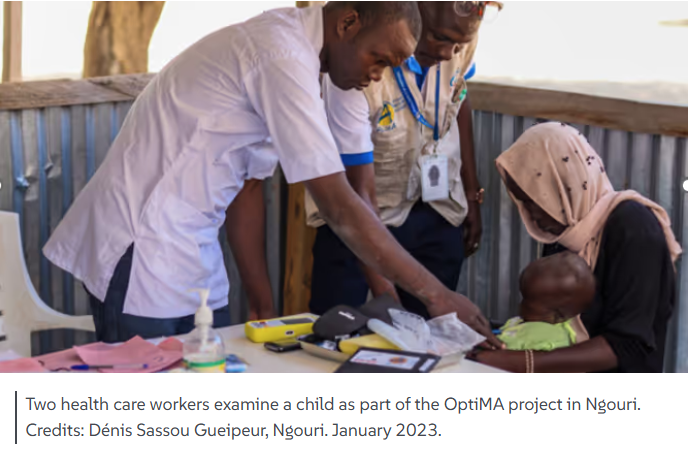 Two health care workers examine a child as part of the OptiMA project in Ngouri.
Credits: Dénis Sassou Gueipeur, Ngouri. January 2023.